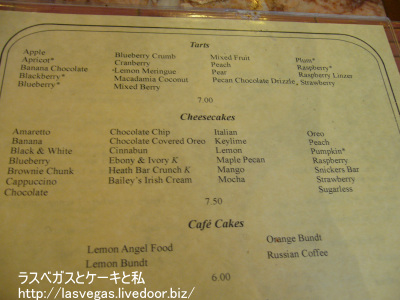 Tarts
Apple
Apricot*
Banana Chocolate
Blackberry*
Blueberry*
Blueberry Crumb
Cranberry
Lemon Meringue
Macadamia Coconut
Mixed Berry
Mixed Fruit
Peach
Pear
Pecan Chocolate Drizzle
Plum*
Raspberry*
Raspberry Linzer
Strawberry
7.00
Cheesecakes
Amaretto
Banana
Black & White
Blueberry
Brownie Chunk
Cappuccino
Chocolate
Chocolate Chip
Chocolate Covered Oreo
Cinnabun
Ebony & Ivory K
Heath Bar Crunch K
Bailey's Irish Cream
Italian
Keylime
Lemon
Maple Pecan
Mango
Mocha
Oreo
Peach
Pumpkin*
Raspberry
Snickers Bar
Strawberry
Sugarless
7.50
Café Cakes
Lemon Angel Food
Lemon Bundt
Orange Bundt
Russian Coffee
6.00
ラスベガスとケーキと私
http://lasvegas.livedoor.biz/